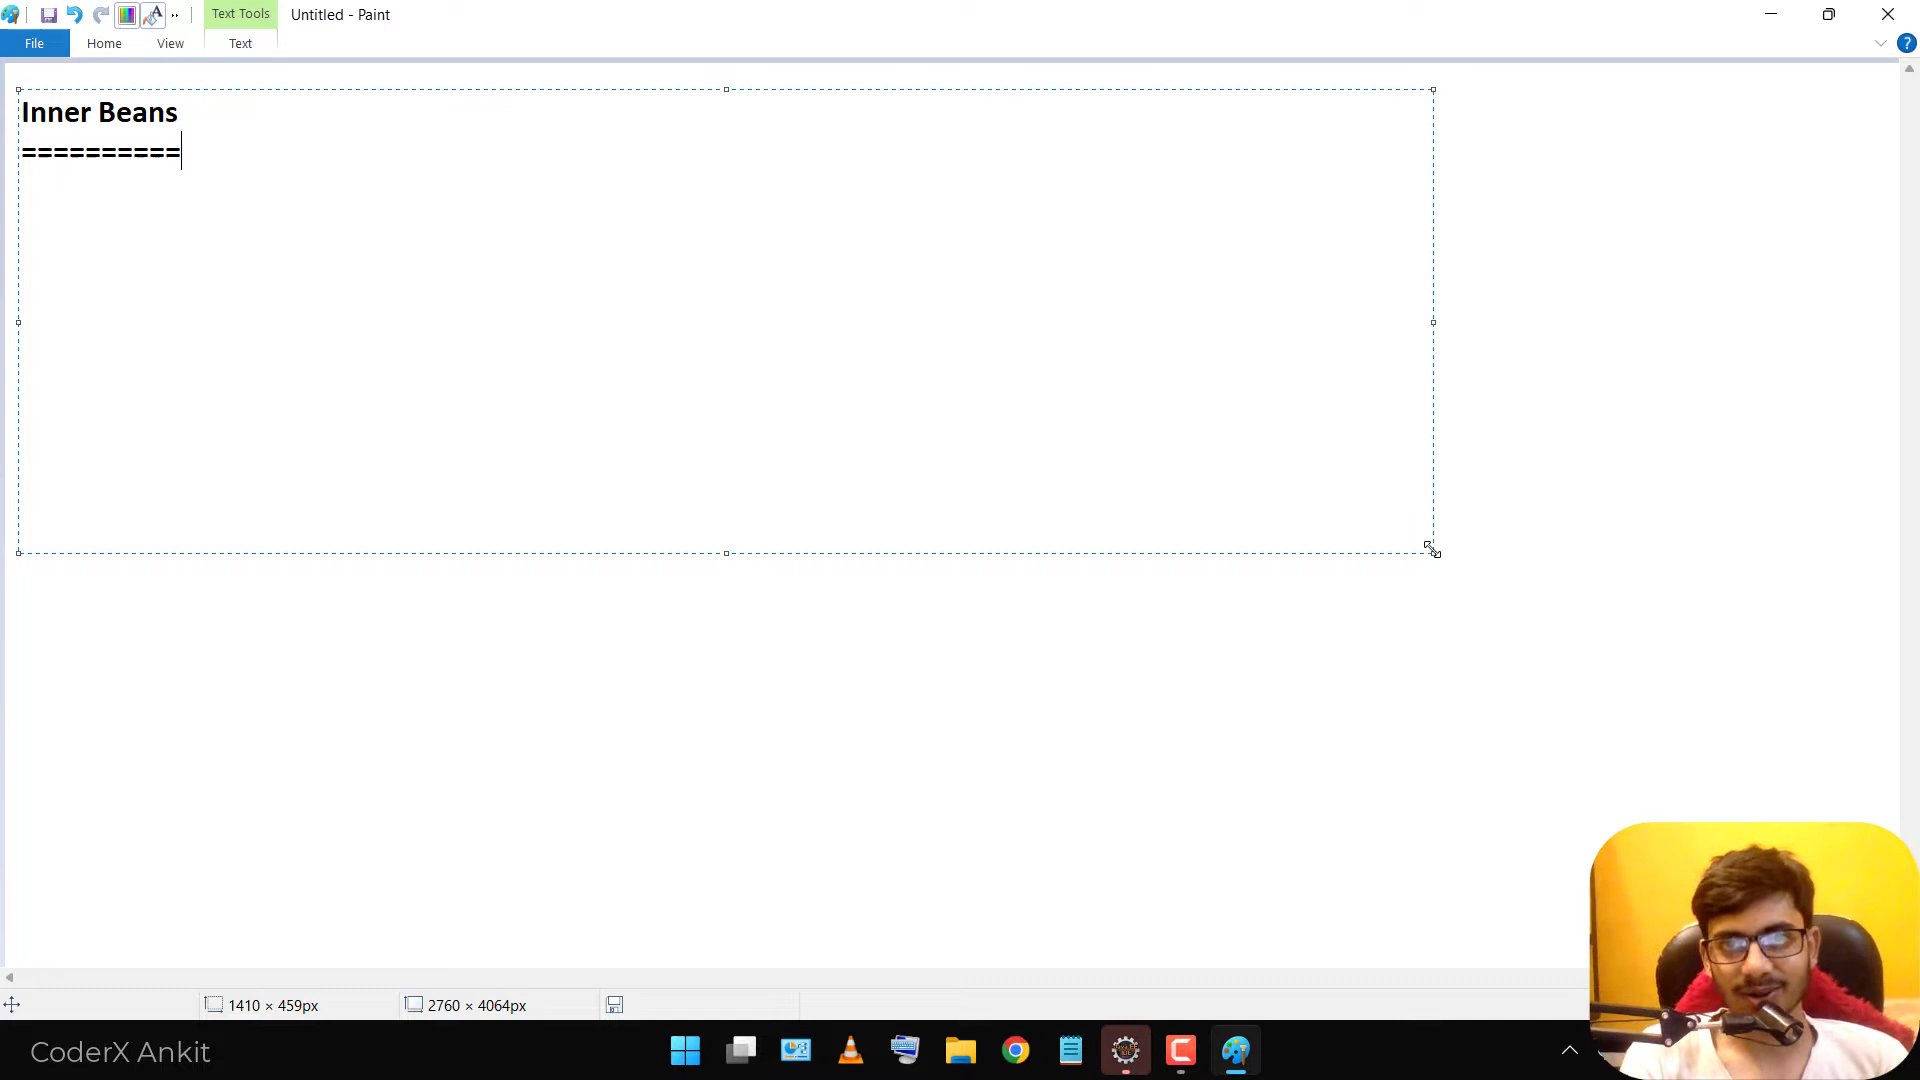 Text Tools
Untitled - Paint
File
Home
View
Text
?
Inner Beans
==========
1410 × 459px
2760 × 4064px
CoderX Ankit